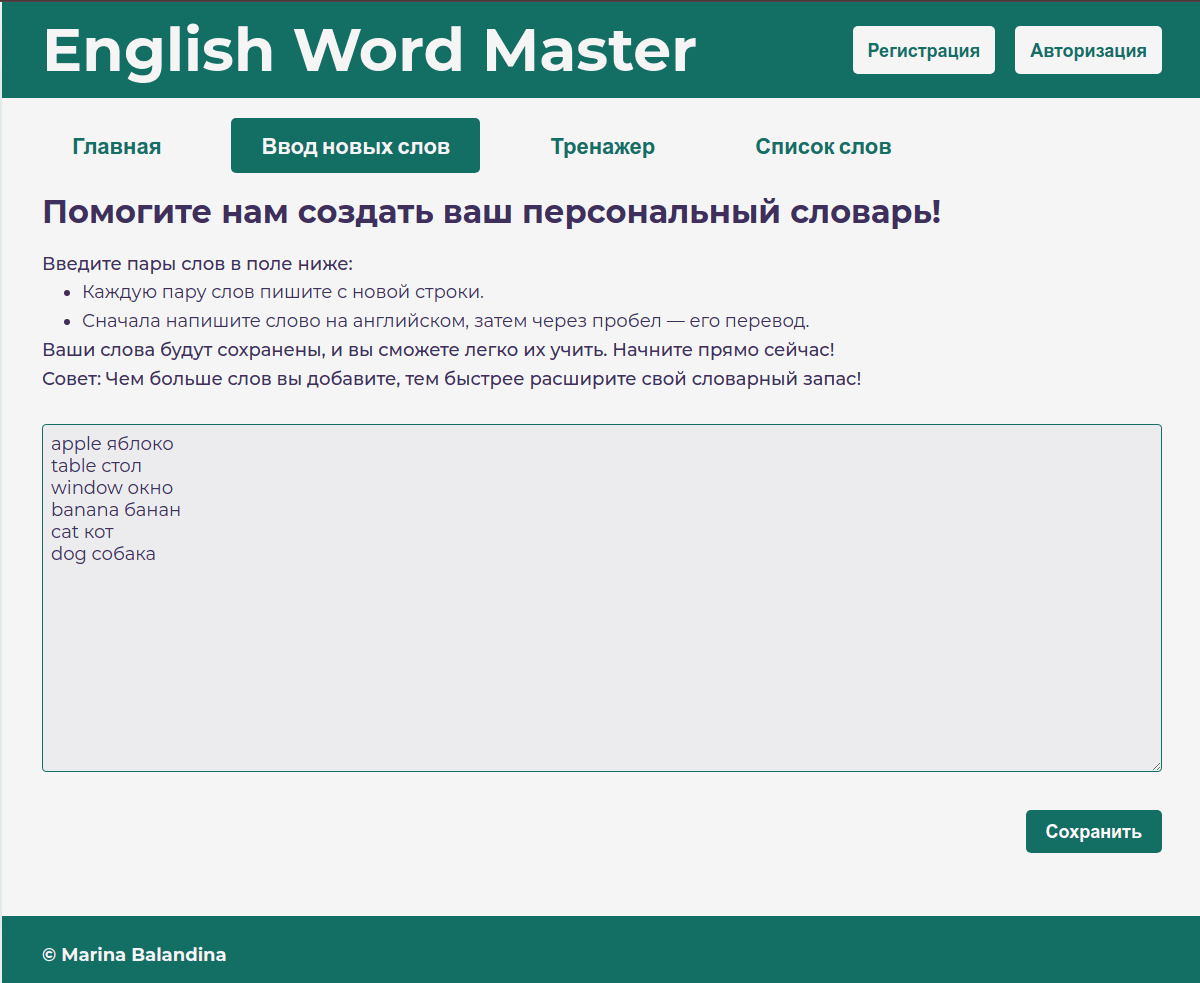 English Word Master
Регистрация
Авторизация
Главная
Ввод новых слов
Тренажер
Список слов
Помогите нам создать ваш персональный словарь!
Введите пары слов в поле ниже:
• Каждую пару слов пишите с новой строки.
• Сначала напишите слово на английском, затем через пробел — его перевод.
Ваши слова будут сохранены, и вы сможете легко их учить. Начните прямо сейчас!
Совет: Чем больше слов вы добавите, тем быстрее расширите свой словарный запас!
apple яблоко
table стол
window окно
banana банан
cat кот
dog собака
Сохранить
© Marina Balandina